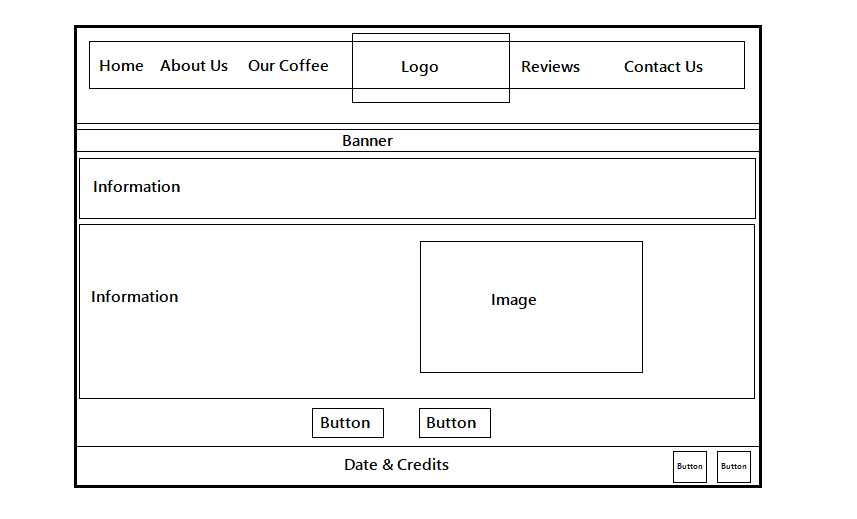 Home About Us Our Coffee Logo Reviews Contact Us
Banner
Information
Information
Image
Button Button
Date & Credits Button Button